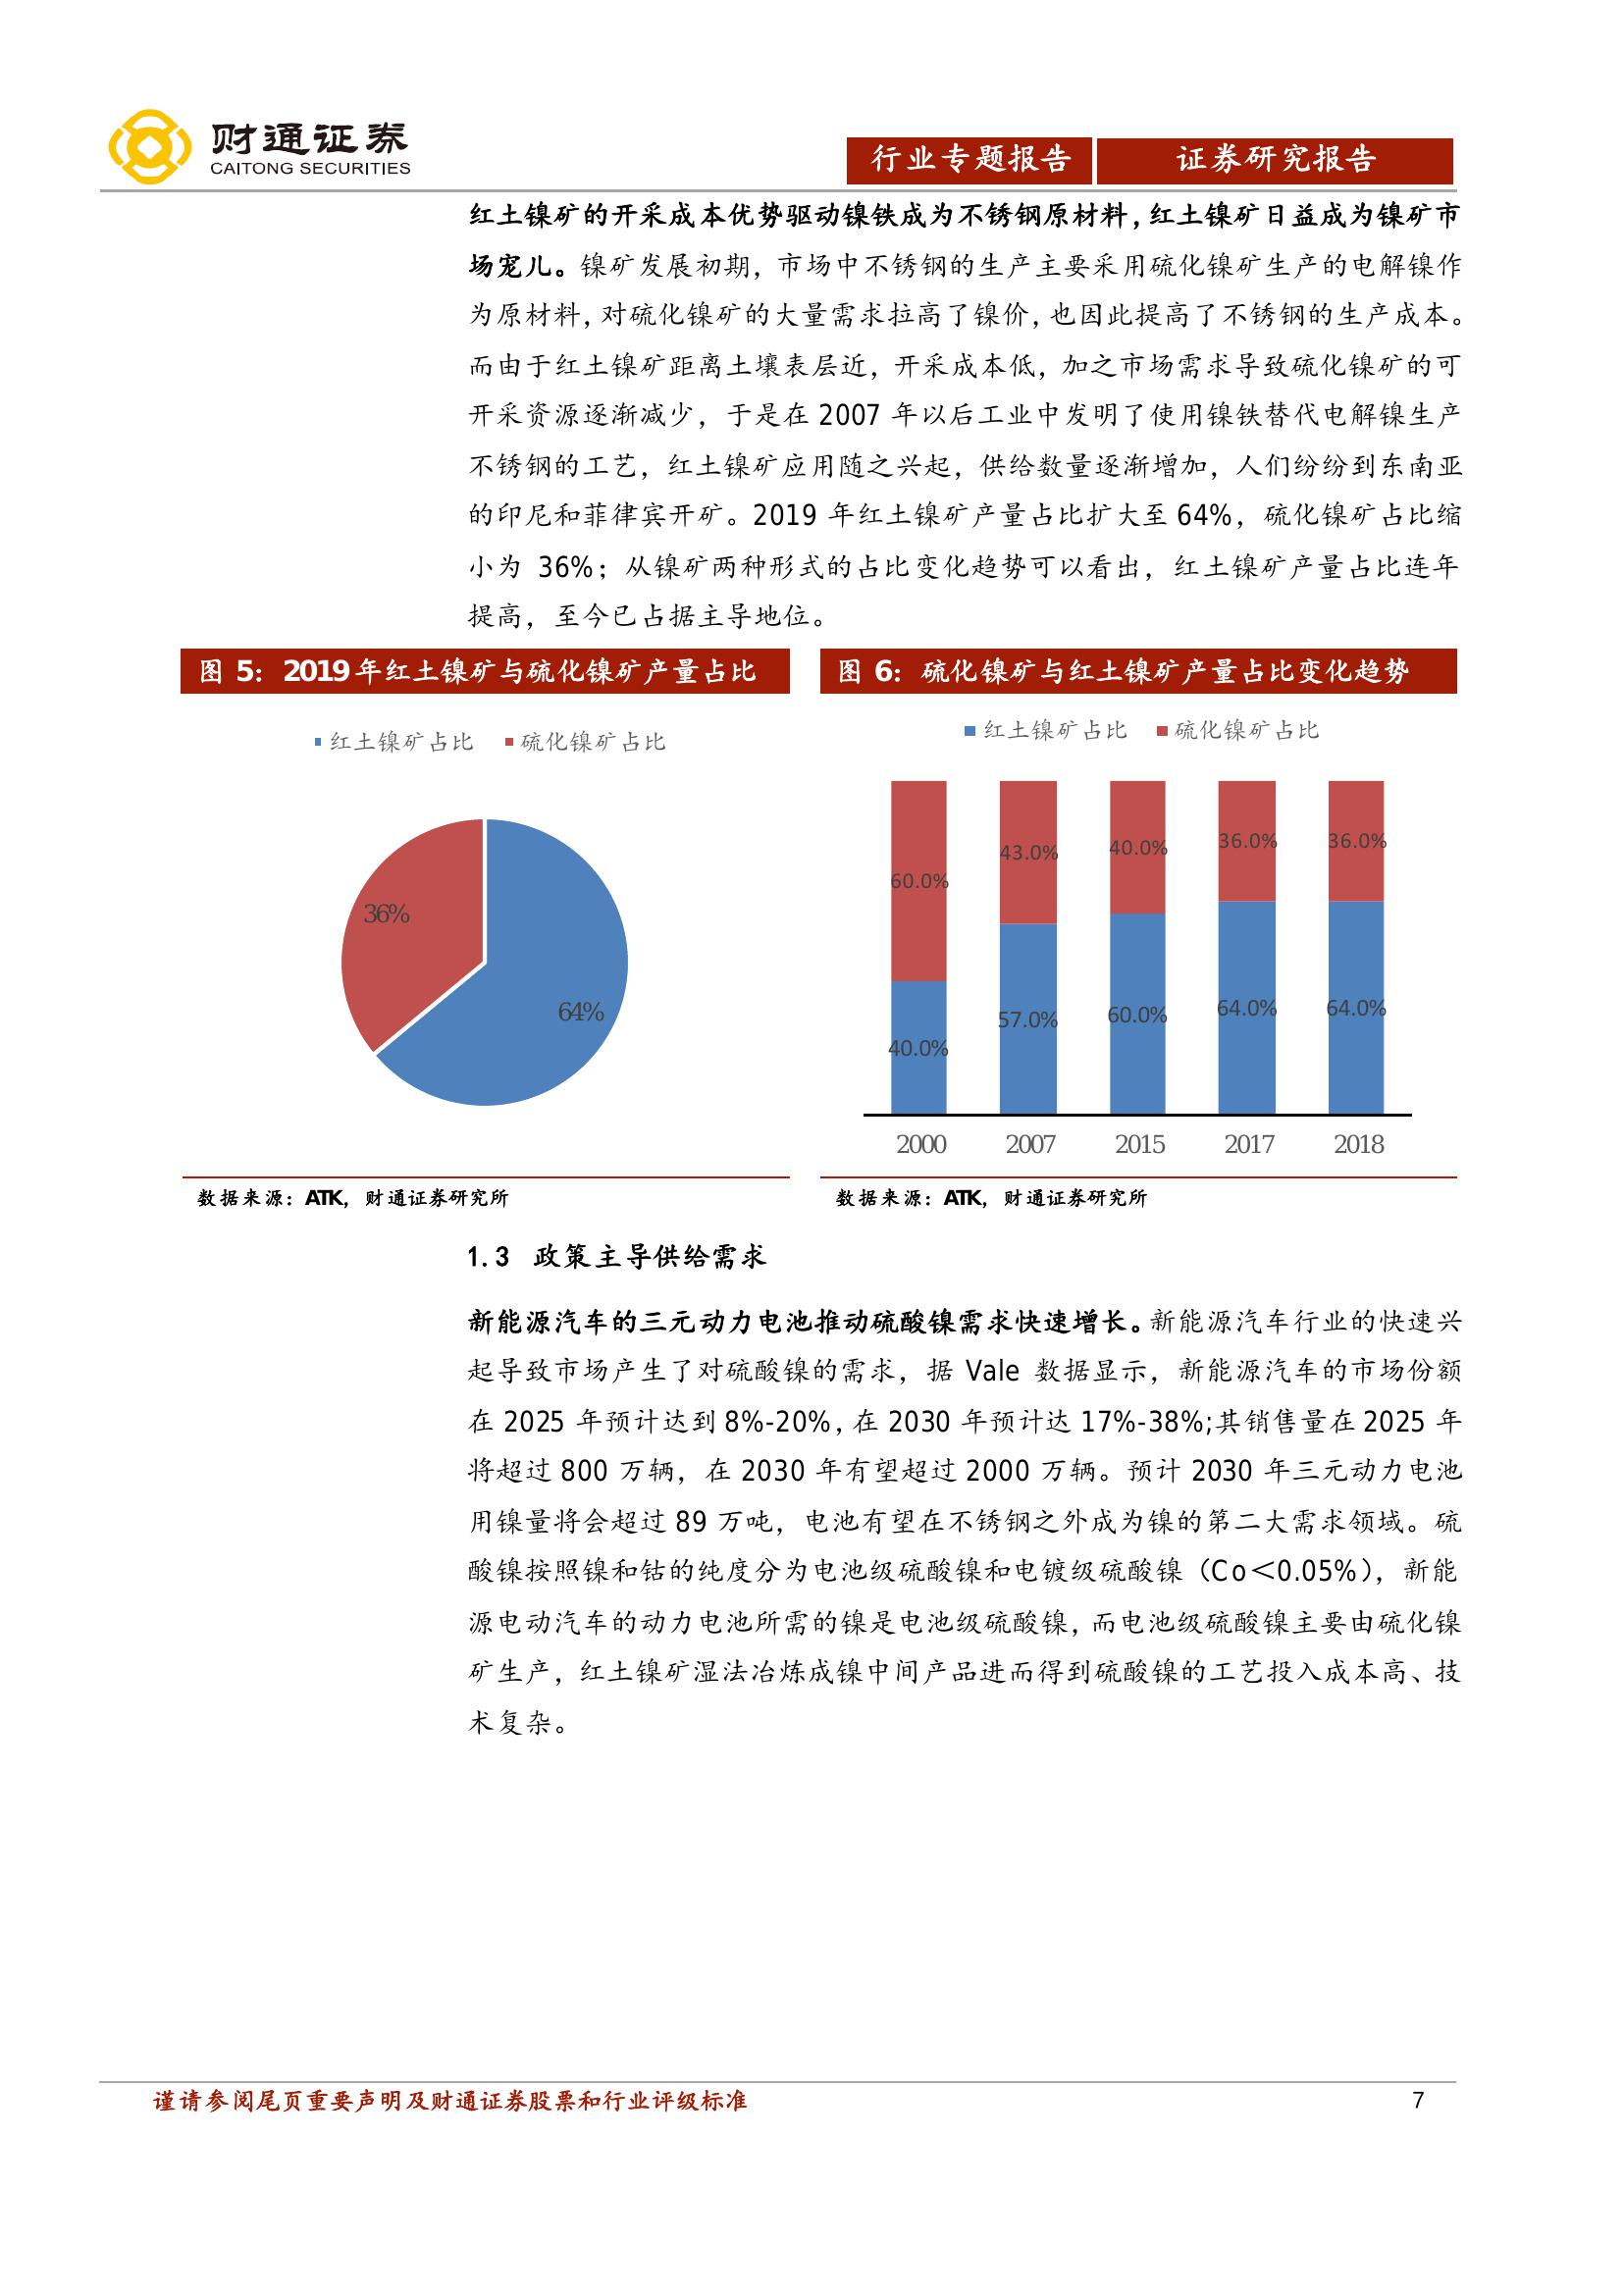 财通证券
CAITONG SECURITIES
行业专题报告
证券研究报告
红土镍矿的开采成本优势驱动镍铁成为不锈钢原材料，红土镍矿日益成为镍矿市
场宠儿。镍矿发展初期，市场中不锈钢的生产主要采用硫化镍矿生产的电解镍作
为原材料，对硫化镍矿的大量需求拉高了镍价，也因此提高了不锈钢的生产成本。
而由于红土镍矿距离土壤表层近，开采成本低，加之市场需求导致硫化镍矿的可
开采资源逐渐减少，于是在 2007 年以后工业中发明了使用镍铁替代电解镍生产
不锈钢的工艺，红土镍矿应用随之兴起，供给数量逐渐增加，人们纷纷到东南亚
的印尼和菲律宾开矿。2019 年红土镍矿产量占比扩大至 64%，硫化镍矿占比缩
小为 36%；从镍矿两种形式的占比变化趋势可以看出，红土镍矿产量占比连年
提高，至今已占据主导地位。
图 5：2019 年红土镍矿与硫化镍矿产量占比
红土镍矿占比 硫化镍矿占比
36%
64%
数据来源：ATK，财通证券研究所
图 6：硫化镍矿与红土镍矿产量占比变化趋势
红土镍矿占比 硫化镍矿占比
60.0% 43.0% 40.0% 36.0% 36.0%
40.0% 57.0% 60.0% 64.0% 64.0%
2000 2007 2015 2017 2018
数据来源：ATK，财通证券研究所
1.3 政策主导供给需求
新能源汽车的三元动力电池推动硫酸镍需求快速增长。新能源汽车行业的快速兴
起导致市场产生了对硫酸镍的需求，据 Vale 数据显示，新能源汽车的市场份额
在 2025 年预计达到 8%-20%，在 2030 年预计达 17%-38%;其销售量在 2025 年
将超过 800 万辆，在 2030 年有望超过 2000 万辆。预计 2030 年三元动力电池
用镍量将会超过 89 万吨，电池有望在不锈钢之外成为镍的第二大需求领域。硫
酸镍按照镍和钴的纯度分为电池级硫酸镍和电镀级硫酸镍（Co＜0.05%），新能
源电动汽车的动力电池所需的镍是电池级硫酸镍，而电池级硫酸镍主要由硫化镍
矿生产，红土镍矿湿法冶炼成镍中间产品进而得到硫酸镍的工艺投入成本高、技
术复杂。
谨请参阅尾页重要声明及财通证券股票和行业评级标准
7